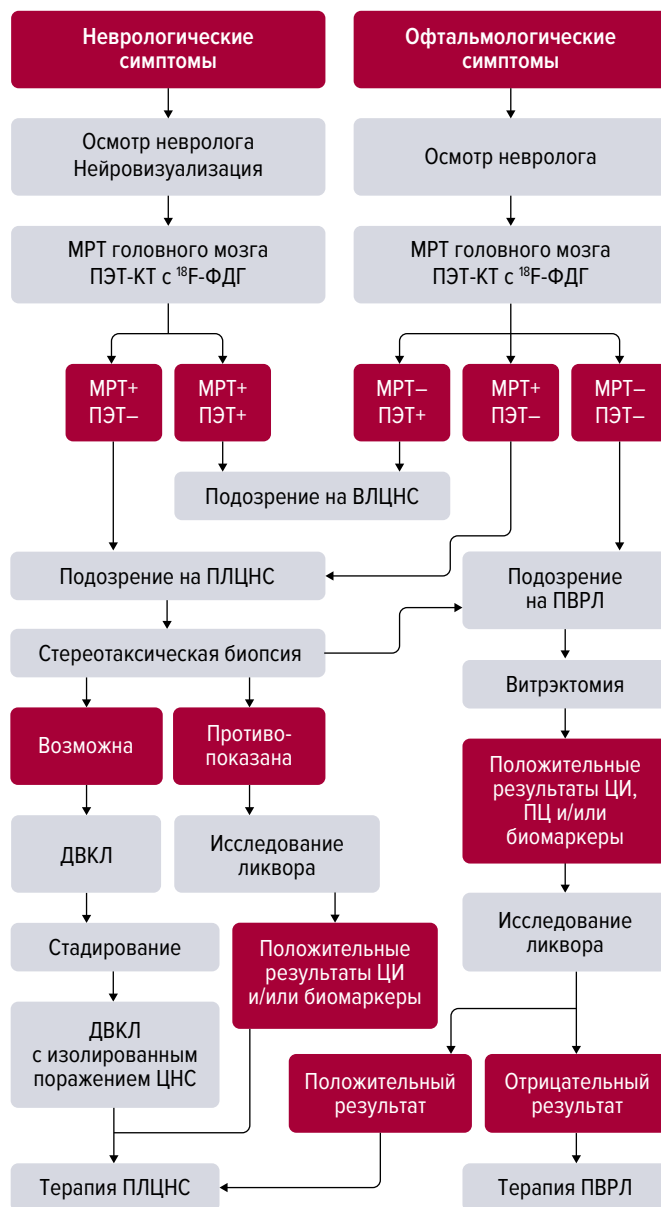 Неврологические
симптомы
Офтальмологические
симптомы
Осмотр невролога
Нейровизуализация
Осмотр невролога
МРТ головного мозга
ПЭТ-КТ с ¹⁸F-ФДГ
МРТ головного мозга
ПЭТ-КТ с ¹⁸F-ФДГ
МРТ+
ПЭТ–
МРТ+
ПЭТ+
МРТ–
ПЭТ+
МРТ+
ПЭТ–
МРТ–
ПЭТ–
Подозрение на ВЛЦНС
Подозрение на ПЛЦНС
Подозрение
на ПВРЛ
Стереотаксическая биопсия
Витрэктомия
Возможна
Противо-
показана
Положительные
результаты ЦИ,
ПЦ и/или
биомаркеры
ДВКЛ
Исследование
ликвора
Исследование
ликвора
Стадирование
Положительные
результаты ЦИ
и/или биомаркеры
ДВКЛ
с изолированным
поражением ЦНС
Положительный
результат
Отрицательный
результат
Терапия ПЛЦНС
Терапия ПВРЛ